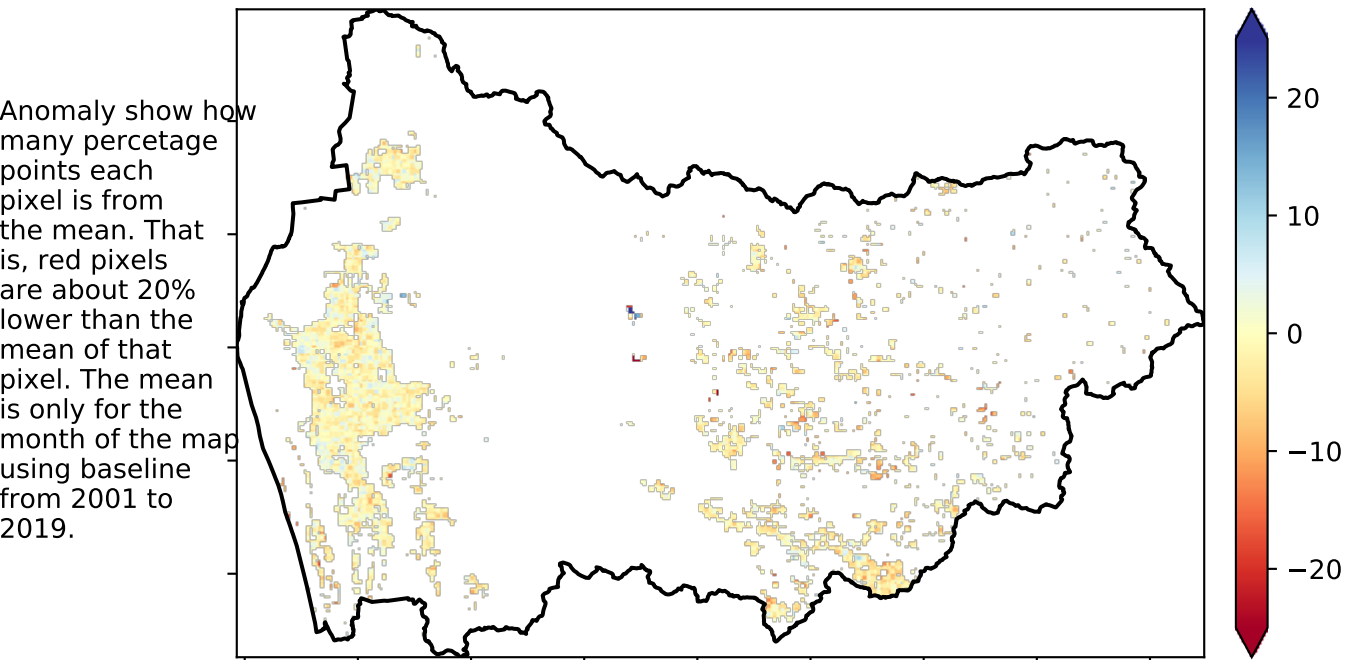 Anomaly show how
many percetage
points each
pixel is from
the mean. That
is, red pixels
are about 20%
lower than the
mean of that
pixel. The mean
is only for the
month of the map
using baseline
from 2001 to
2019.
20
10
0
−10
−20